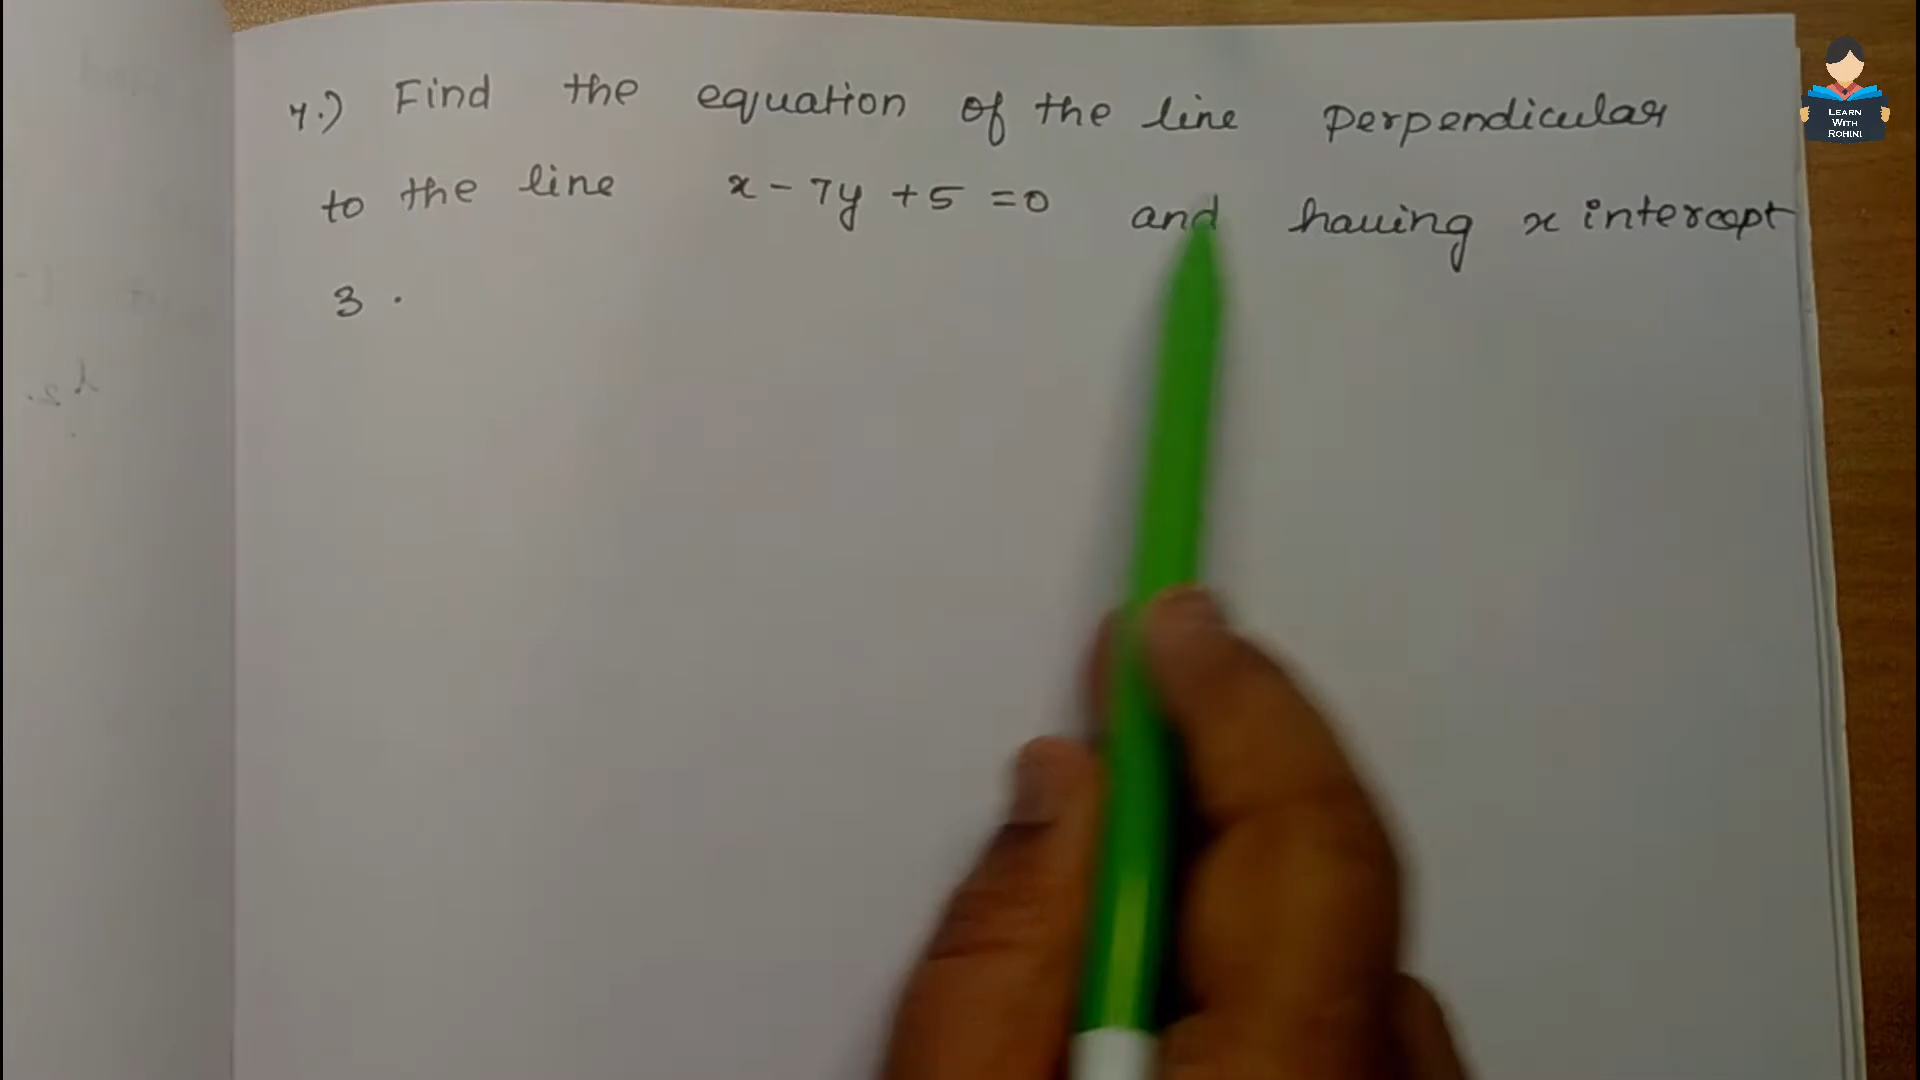 7.) Find the equation of the line perpendicular
to the line x - 7y + 5 = 0 and having x intercept
3 .
LEARN
WITH
ROHINI